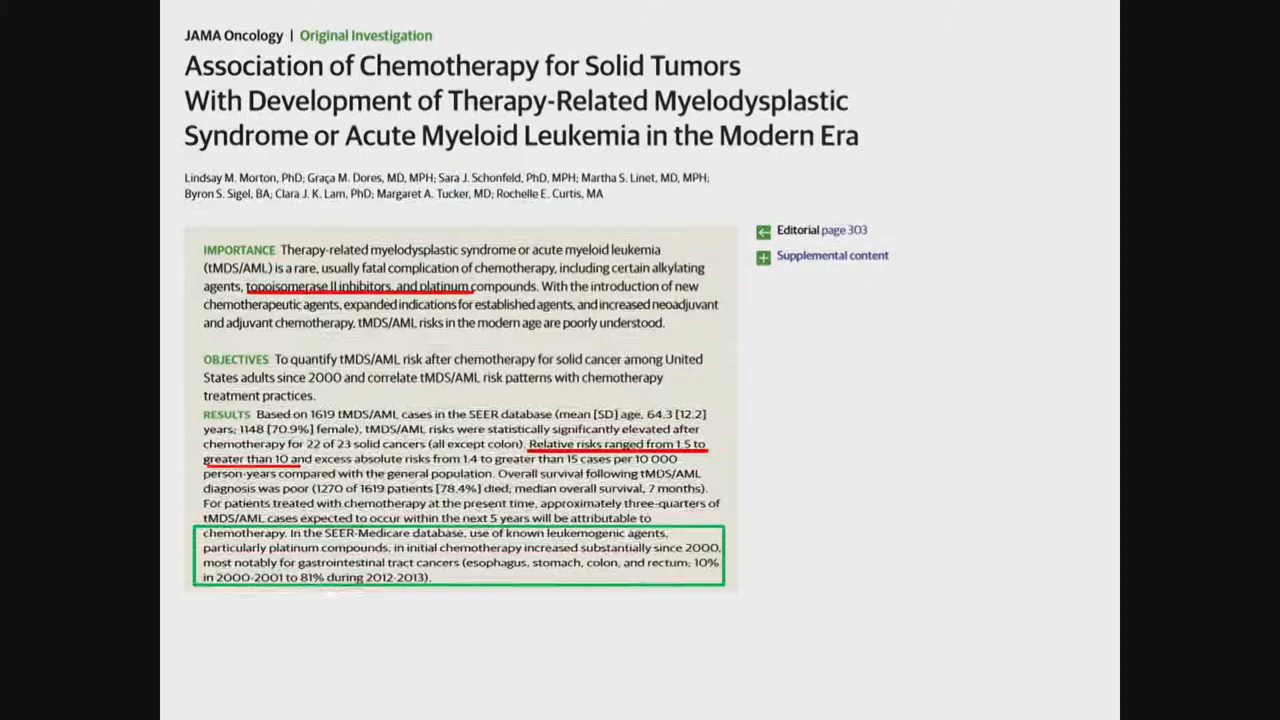 JAMA Oncology | Original Investigation
Association of Chemotherapy for Solid Tumors
With Development of Therapy-Related Myelodysplastic
Syndrome or Acute Myeloid Leukemia in the Modern Era
Lindsay M. Morton, PhD; Graça M. Dores, MD, MPH; Sara J. Schonfeld, PhD, MPH; Martha S. Linet, MD, MPH;
Byron S. Sigel, BA; Clara J. K. Lam, PhD; Margaret A. Tucker, MD; Rochelle E. Curtis, MA
Editorial page 303
Supplemental content
IMPORTANCE Therapy-related myelodysplastic syndrome or acute myeloid leukemia
(tMDS/AML) is a rare, usually fatal complication of chemotherapy, including certain alkylating
agents, topoisomerase II inhibitors, and platinum compounds. With the introduction of new
chemotherapeutic agents, expanded indications for established agents, and increased neoadjuvant
and adjuvant chemotherapy, tMDS/AML risks in the modern age are poorly understood.
OBJECTIVES To quantify tMDS/AML risk after chemotherapy for solid cancer among United
States adults since 2000 and correlate tMDS/AML risk patterns with chemotherapy
treatment practices.
RESULTS Based on 1619 tMDS/AML cases in the SEER database (mean [SD] age, 64.3 [12.2]
years; 1148 [70.9%] female), tMDS/AML risks were statistically significantly elevated after
chemotherapy for 22 of 23 solid cancers (all except colon). Relative risks ranged from 1.5 to
greater than 10 and excess absolute risks from 1.4 to greater than 15 cases per 10 000
person-years compared with the general population. Overall survival following tMDS/AML
diagnosis was poor (1270 of 1619 patients [78.4%] died, median overall survival, 7 months).
For patients treated with chemotherapy at the present time, approximately three-quarters of
tMDS/AML cases expected to occur within the next 5 years will be attributable to
chemotherapy. In the SEER-Medicare database, use of known leukemogenic agents,
particularly platinum compounds, in initial chemotherapy increased substantially since 2000,
most notably for gastrointestinal tract cancers (esophagus, stomach, colon, and rectum; 10%
in 2000-2001 to 81% during 2012-2013).